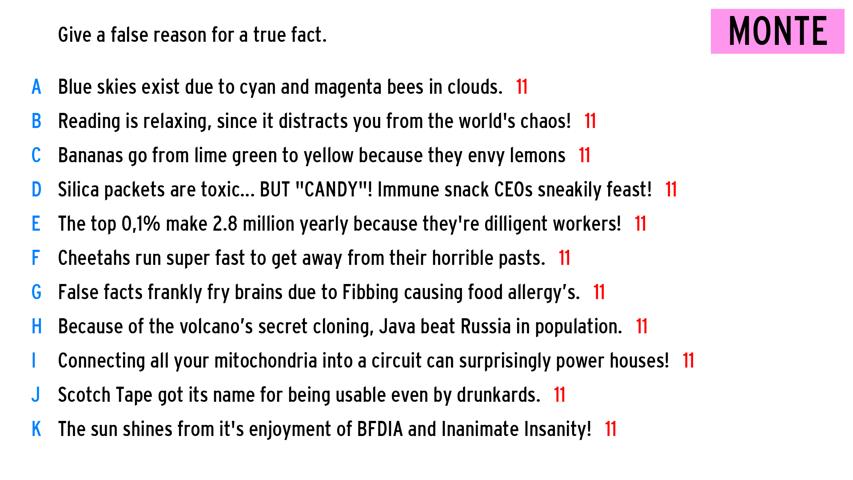 Give a false reason for a true fact.
MONTE
A Blue skies exist due to cyan and magenta bees in clouds. 11
B Reading is relaxing, since it distracts you from the world's chaos! 11
C Bananas go from lime green to yellow because they envy lemons 11
D Silica packets are toxic... BUT "CANDY"! Immune snack CEOs sneakily feast! 11
E The top 0,1% make 2.8 million yearly because they're dilligent workers! 11
F Cheetahs run super fast to get away from their horrible pasts. 11
G False facts frankly fry brains due to Fibbing causing food allergy’s. 11
H Because of the volcano’s secret cloning, Java beat Russia in population. 11
I Connecting all your mitochondria into a circuit can surprisingly power houses! 11
J Scotch Tape got its name for being usable even by drunkards. 11
K The sun shines from it's enjoyment of BFDIA and Inanimate Insanity! 11